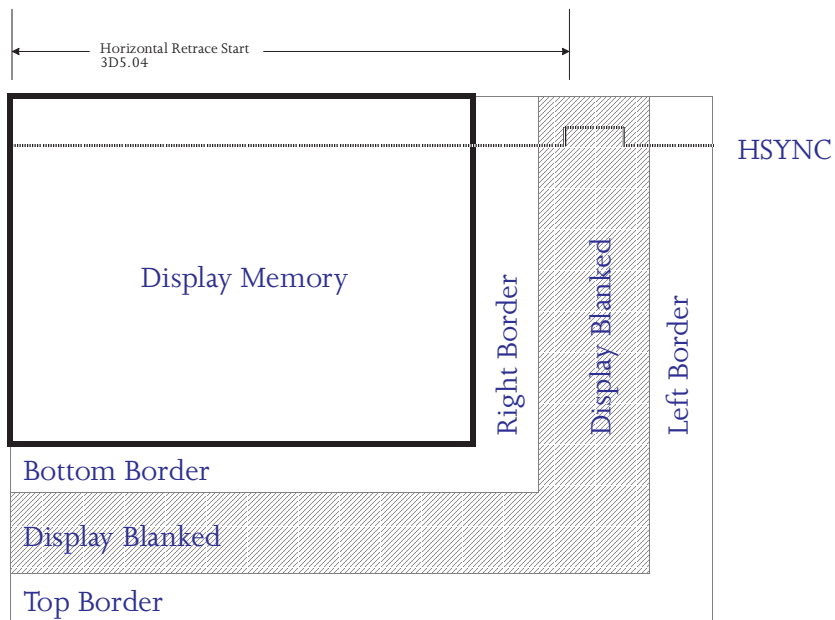 Horizontal Retrace Start
3D5.04
HSYNC
Display Memory
Right Border
Display Blanked
Left Border
Bottom Border
Display Blanked
Top Border